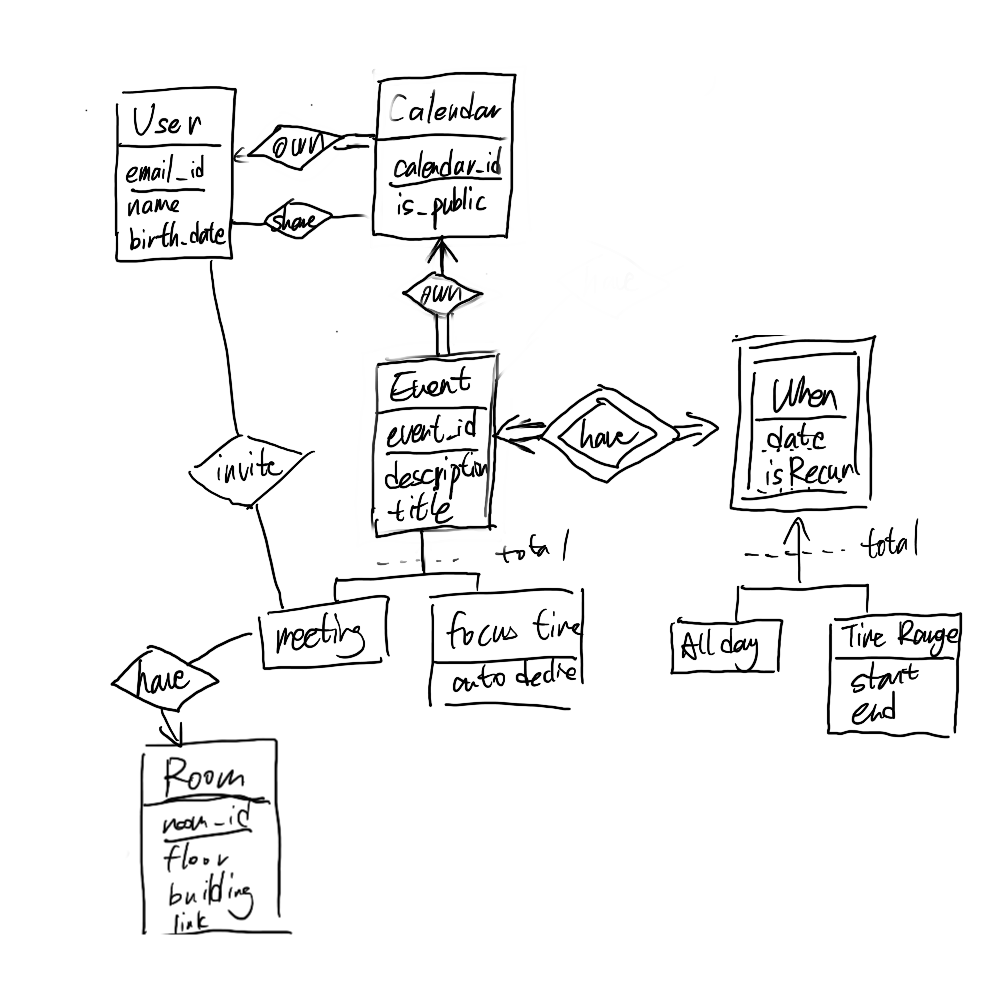 User
email_id
name
birth_date
own
share
Calendar
calendar_id
is_public
own
Event
event_id
description
title
have
When
date
isRecurr
total
total
invite
meeting
focus time
auto decline
All day
Time Range
start
end
have
Room
room_id
floor
building
link